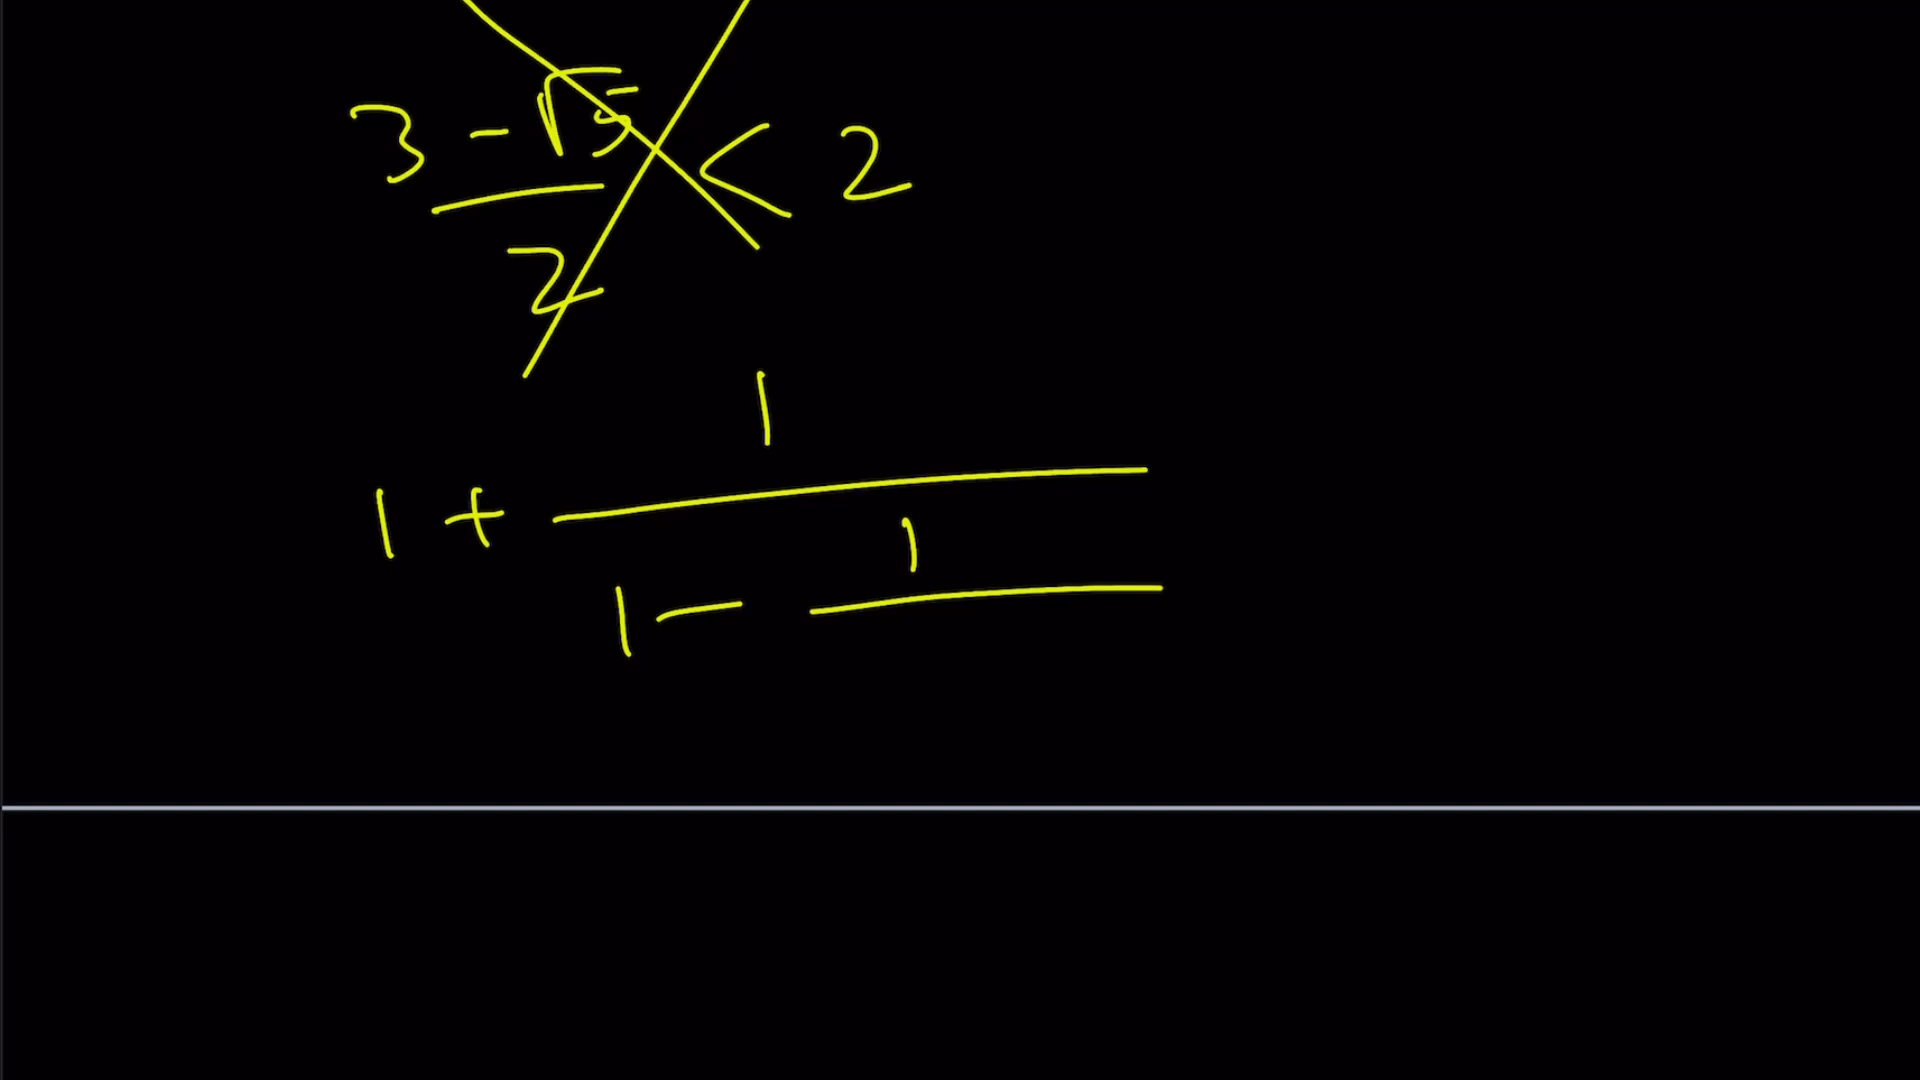 3 - √5 < 2
2
1
1 + 1
1 -